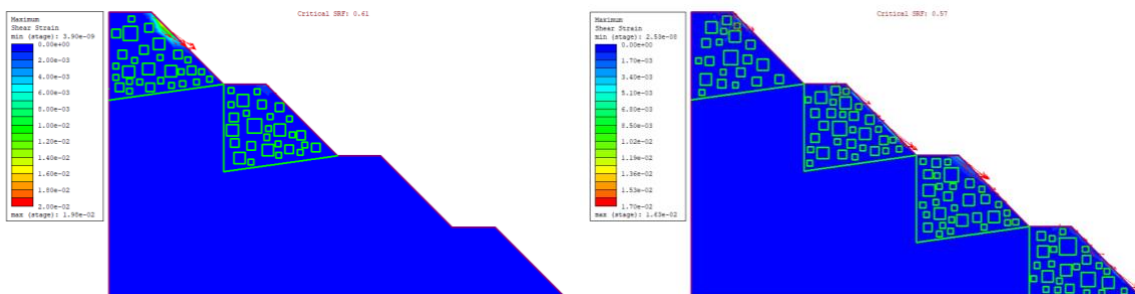 Critical SRF: 0.61
Maximum
Shear Strain
min (stage): 3.90e-09
0.00e+00
2.00e-03
4.00e-03
6.00e-03
8.00e-03
1.00e-02
1.20e-02
1.40e-02
1.60e-02
1.80e-02
2.00e-02
max (stage): 1.98e-02
Critical SRF: 0.57
Maximum
Shear Strain
min (stage): 2.50e-08
0.00e+00
1.70e-03
3.40e-03
5.10e-03
6.80e-03
8.50e-03
1.02e-02
1.19e-02
1.36e-02
1.53e-02
1.70e-02
max (stage): 1.63e-02